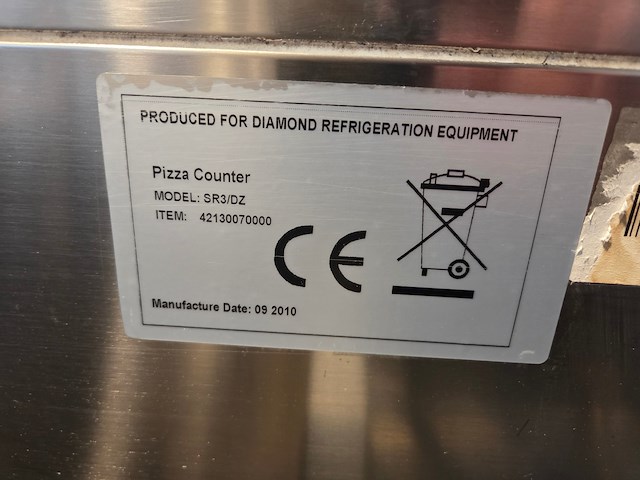 PRODUCED FOR DIAMOND REFRIGERATION EQUIPMENT
Pizza Counter
MODEL: SR3/DZ
ITEM: 42130070000
CE
Manufacture Date: 09 2010